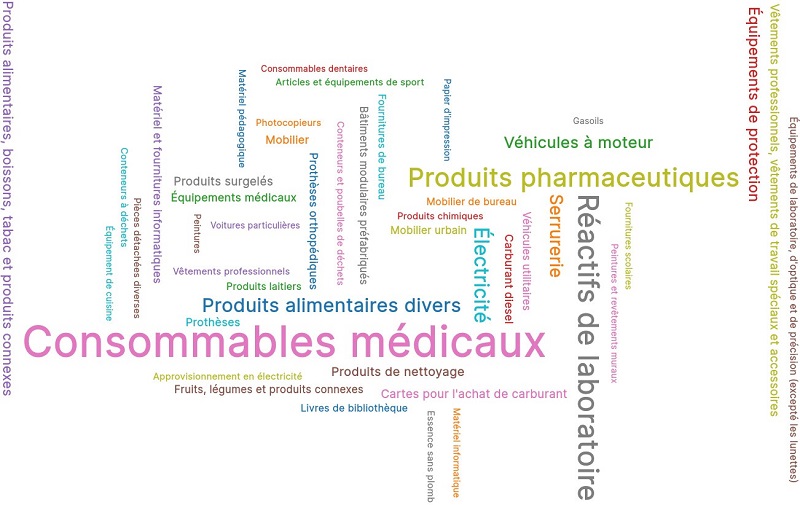 Produits alimentaires, boissons, tabac et produits connexes
Équipements de protection
Vêtements professionnels, vêtements de travail spéciaux et accessoires
Consommables dentaires
Matériel pédagogique
Articles et équipements de sport
Papier d'impression
Matériel et fournitures informatiques
Fournitures de bureau
Bâtiments modulaires préfabriqués
Gasoils
Équipements de laboratoire, d'optique et de précision (excepté les lunettes)
Photocopieurs
Conteneurs et poubelles de déchets
Mobilier
Véhicules à moteur
Conteneurs à déchets
Prothèses orthopédiques
Produits surgelés
Produits pharmaceutiques
Équipements médicaux
Pièces détachées diverses
Mobilier de bureau
Serrurerie
Réactifs de laboratoire
Fournitures scolaires
Peintures
Voitures particulières
Produits chimiques
Véhicules utilitaires
Mobilier urbain
Équipement de cuisine
Électricité
Carburant diesel
Peintures et revêtements muraux
Vêtements professionnels
Produits laitiers
Produits alimentaires divers
Prothèses
Consommables médicaux
Approvisionnement en électricité
Produits de nettoyage
Fruits, légumes et produits connexes
Cartes pour l'achat de carburant
Livres de bibliothèque
Essence sans plomb
Matériel informatique